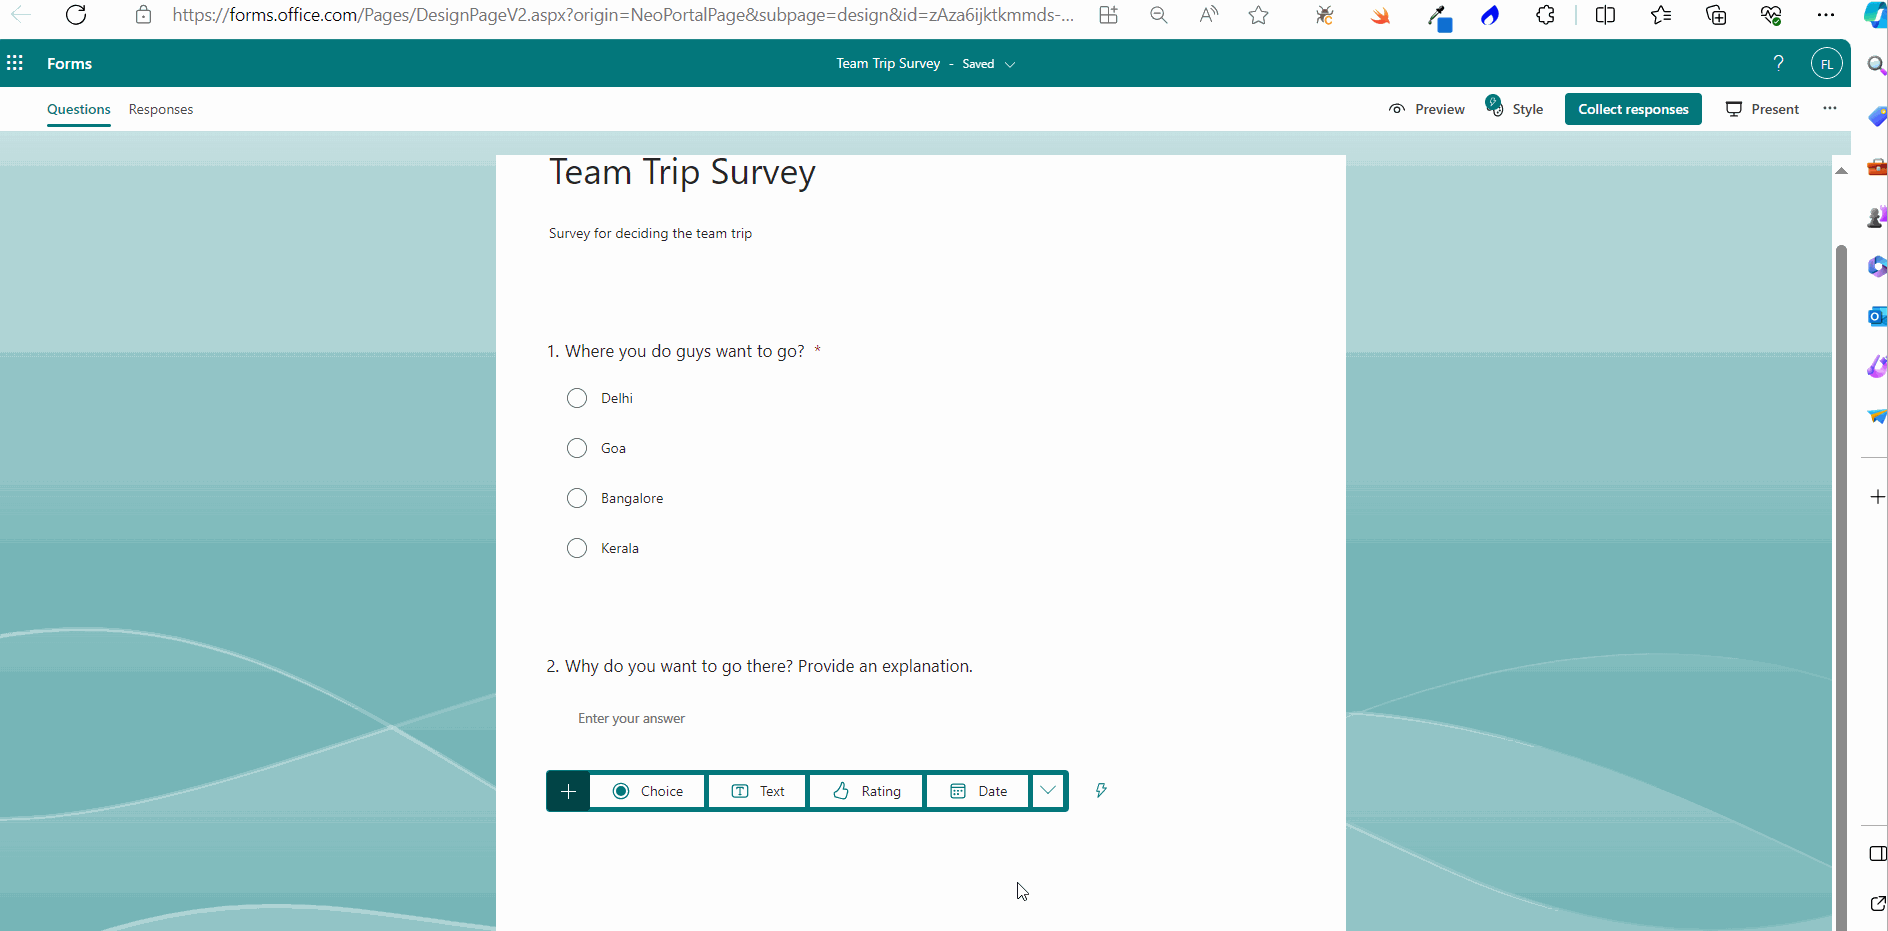 https://forms.office.com/Pages/DesignPageV2.aspx?origin=NeoPortalPage&subpage=design&id=zAza6ijktkmmds-...
Forms
Team Trip Survey - Saved
? FL
Questions Responses
Preview Style Collect responses Present ...
Team Trip Survey
Survey for deciding the team trip
1. Where you do guys want to go? *
Delhi
Goa
Bangalore
Kerala
2. Why do you want to go there? Provide an explanation.
Enter your answer
+ Choice Text Rating Date